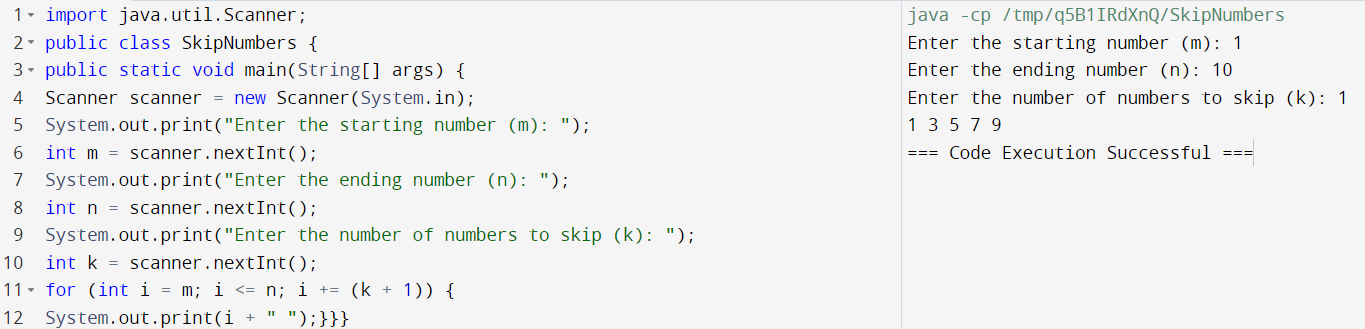 1 import java.util.Scanner;
2 public class SkipNumbers {
3 public static void main(String[] args) {
4 Scanner scanner = new Scanner(System.in);
5 System.out.print("Enter the starting number (m): ");
6 int m = scanner.nextInt();
7 System.out.print("Enter the ending number (n): ");
8 int n = scanner.nextInt();
9 System.out.print("Enter the number of numbers to skip (k): ");
10 int k = scanner.nextInt();
11 for (int i = m; i <= n; i += (k + 1)) {
12 System.out.print(i + " ");}}}
java -cp /tmp/q5B1IRdXnQ/SkipNumbers
Enter the starting number (m): 1
Enter the ending number (n): 10
Enter the number of numbers to skip (k): 1
1 3 5 7 9
=== Code Execution Successful ===